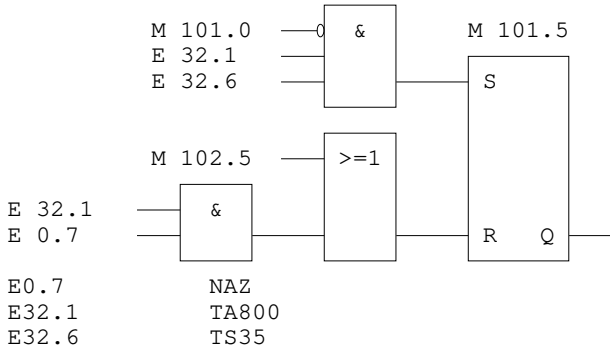 M 101.0 & M 101.5
E 32.1
E 32.6 S
M 102.5 >=1
E 32.1 &
E 0.7 R Q
E0.7 NAZ
E32.1 TA800
E32.6 TS35